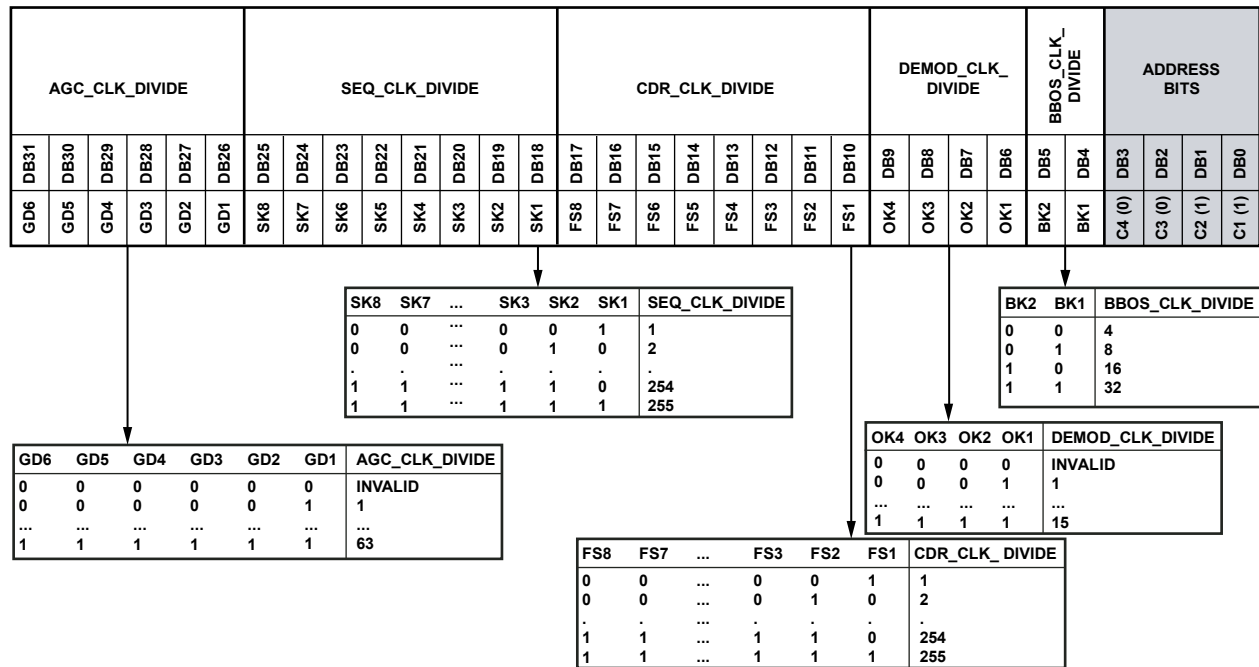 AGC_CLK_DIVIDE SEQ_CLK_DIVIDE CDR_CLK_DIVIDE DEMOD_CLK_ DIVIDE BBOS_CLK_ DIVIDE ADDRESS BITS
DB31 DB30 DB29 DB28 DB27 DB26 DB25 DB24 DB23 DB22 DB21 DB20 DB19 DB18 DB17 DB16 DB15 DB14 DB13 DB12 DB11 DB10 DB9 DB8 DB7 DB6 DB5 DB4 DB3 DB2 DB1 DB0
GD6 GD5 GD4 GD3 GD2 GD1 SK8 SK7 SK6 SK5 SK4 SK3 SK2 SK1 FS8 FS7 FS6 FS5 FS4 FS3 FS2 FS1 OK4 OK3 OK2 OK1 BK2 BK1 C4 (0) C3 (0) C2 (1) C1 (1)
SK8 SK7 ... SK3 SK2 SK1 SEQ_CLK_DIVIDE
0 0 ... 0 0 1 1
0 0 ... 0 1 0 2
. . ... . . . .
1 1 ... 1 1 0 254
1 1 ... 1 1 1 255
BK2 BK1 BBOS_CLK_DIVIDE
0 0 4
0 1 8
1 0 16
1 1 32
OK4 OK3 OK2 OK1 DEMOD_CLK_DIVIDE
0 0 0 0 INVALID
0 0 0 1 1
... ... ... ... ...
1 1 1 1 15
GD6 GD5 GD4 GD3 GD2 GD1 AGC_CLK_DIVIDE
0 0 0 0 0 0 INVALID
0 0 0 0 0 1 1
... ... ... ... ... ... ...
1 1 1 1 1 1 63
FS8 FS7 ... FS3 FS2 FS1 CDR_CLK_ DIVIDE
0 0 ... 0 0 1 1
0 0 ... 0 1 0 2
. . ... . . . .
1 1 ... 1 1 0 254
1 1 ... 1 1 1 255